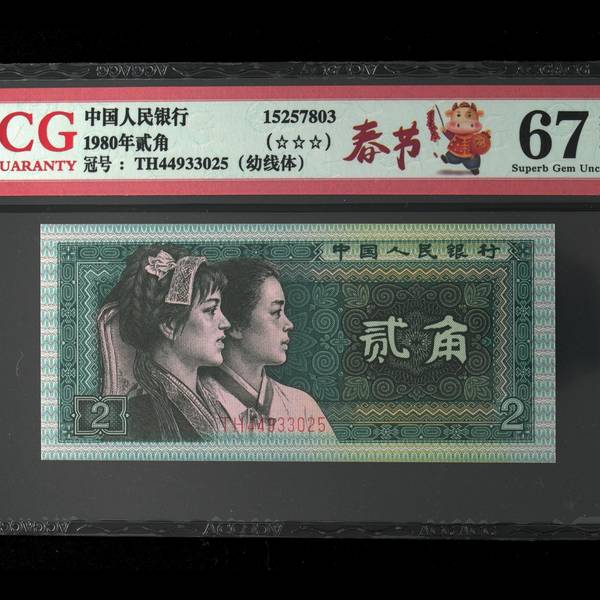 CG
UARANTY
中国人民银行
1980年贰角
冠号：TH44933025（幼线体）
15257803
（☆☆☆）
春节
67
Superb Gem Unc
中国人民银行
贰角
2
2
TH44933025